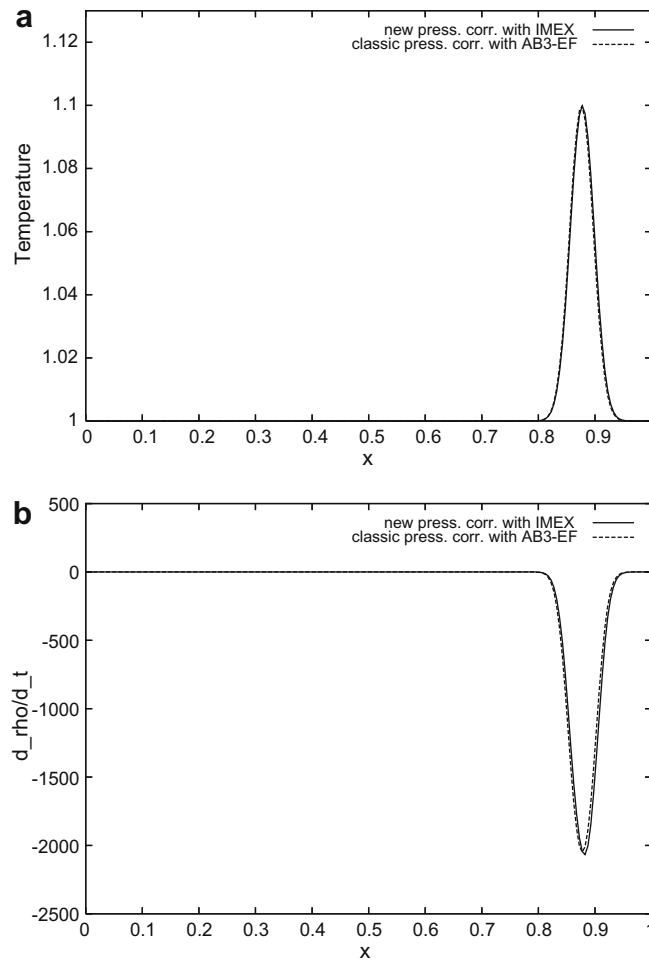 a
new press. corr. with IMEX
classic press. corr. with AB3-EF
1.12
1.1
1.08
1.06
1.04
1.02
1
Temperature
0 0.1 0.2 0.3 0.4 0.5 0.6 0.7 0.8 0.9
x
b
new press. corr. with IMEX
classic press. corr. with AB3-EF
500
0
-500
-1000
-1500
-2000
-2500
d_rho/d_t
0 0.1 0.2 0.3 0.4 0.5 0.6 0.7 0.8 0.9 1
x